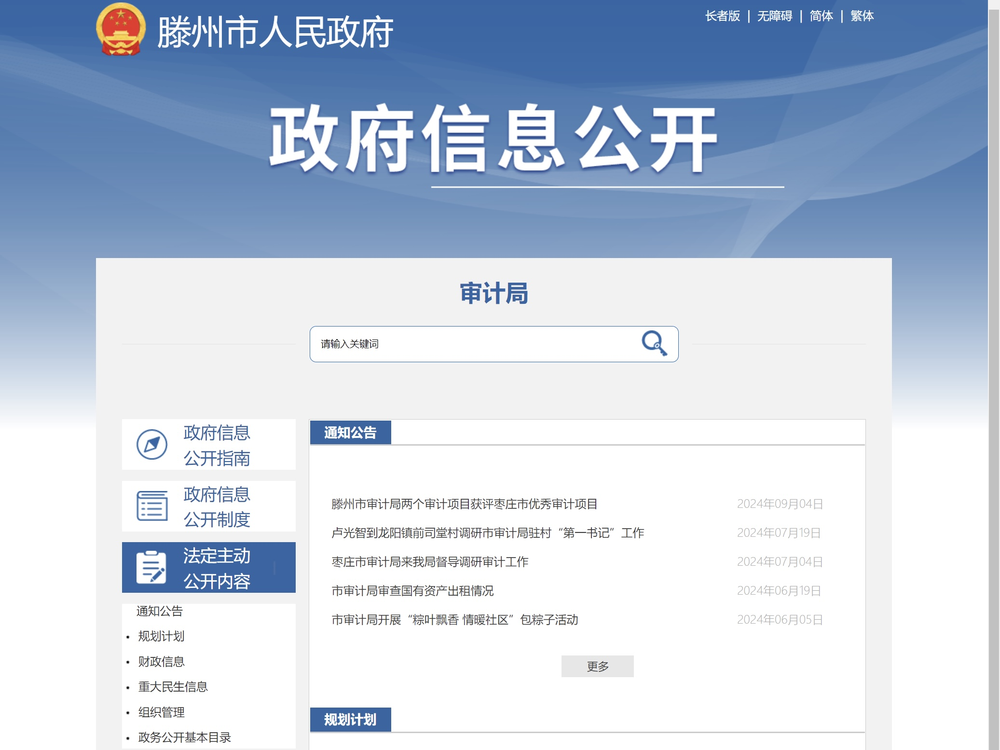 滕州市人民政府
长者版 | 无障碍 | 简体 | 繁体
政府信息公开
审计局
请输入关键词
政府信息
公开指南
政府信息
公开制度
法定主动
公开内容
通知公告
• 规划计划
• 财政信息
• 重大民生信息
• 组织管理
• 政务公开基本目录
通知公告
滕州市审计局两个审计项目获评枣庄市优秀审计项目 2024年09月04日
卢光智到龙阳镇前司堂村调研市审计局驻村“第一书记”工作 2024年07月19日
枣庄市审计局来我局督导调研审计工作 2024年07月04日
市审计局审查国有资产出租情况 2024年06月19日
市审计局开展“粽叶飘香 情暖社区”包粽子活动 2024年06月05日
更多
规划计划